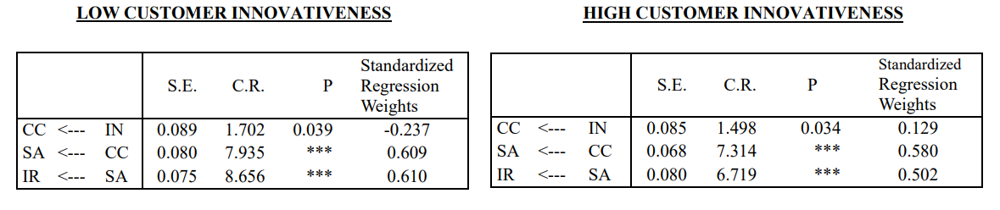 LOW CUSTOMER INNOVATIVENESS
S.E. C.R. P Standardized Regression Weights
CC <--- IN 0.089 1.702 0.039 -0.237
SA <--- CC 0.080 7.935 *** 0.609
IR <--- SA 0.075 8.656 *** 0.610
HIGH CUSTOMER INNOVATIVENESS
S.E. C.R. P Standardized Regression Weights
CC <--- IN 0.085 1.498 0.034 0.129
SA <--- CC 0.068 7.314 *** 0.580
IR <--- SA 0.080 6.719 *** 0.502